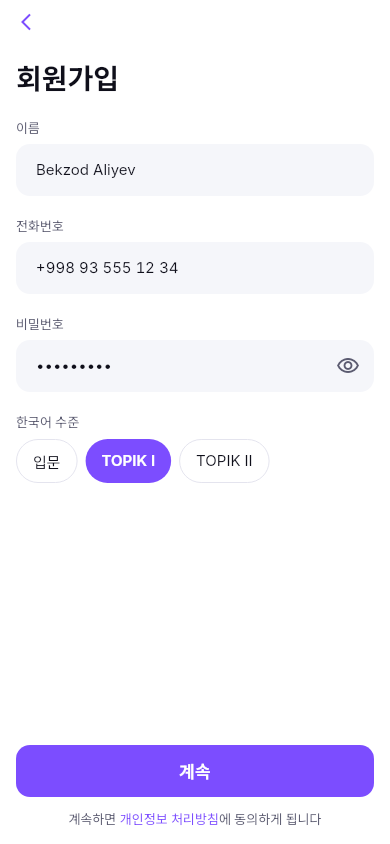 회원가입
이름
Bekzod Aliyev
전화번호
+998 93 555 12 34
비밀번호
•••••••••
한국어 수준
입문 TOPIK I TOPIK II
계속
계속하면 개인정보 처리방침에 동의하게 됩니다